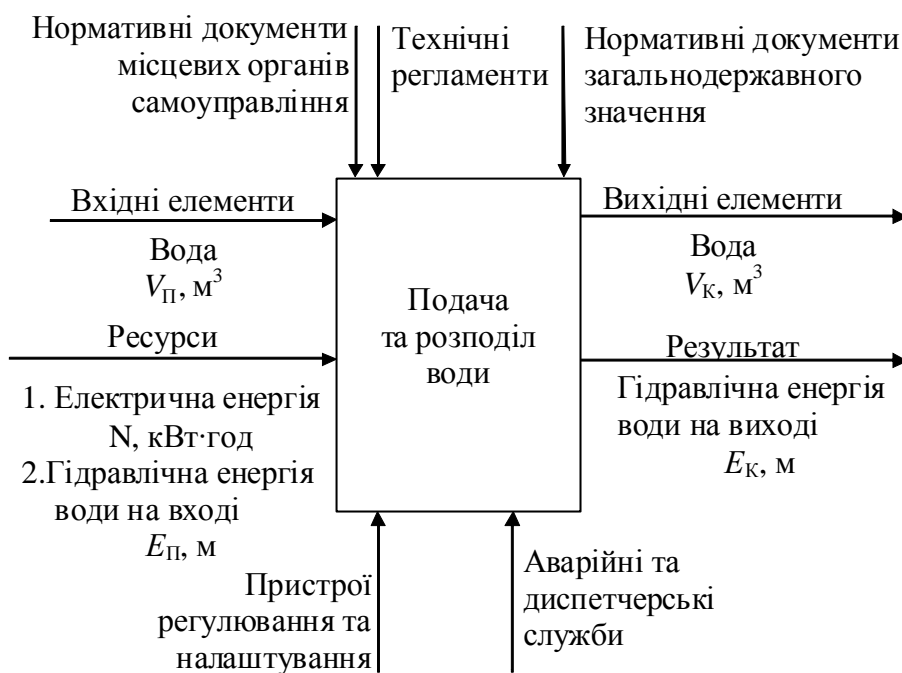 Нормативні документи
місцевих органів
самоуправління
Технічні
регламенти
Нормативні документи
загальнодержавного
значення
Вхідні елементи
Вода
VП, м³
Ресурси
1. Електрична енергія
N, кВт·год
2.Гідравлічна енергія
води на вході
EП, м
Подача
та розподіл
води
Вихідні елементи
Вода
VК, м³
Результат
Гідравлічна енергія
води на виході
EК, м
Пристрої
регулювання та
налаштування
Аварійні та
диспетчерські
служби